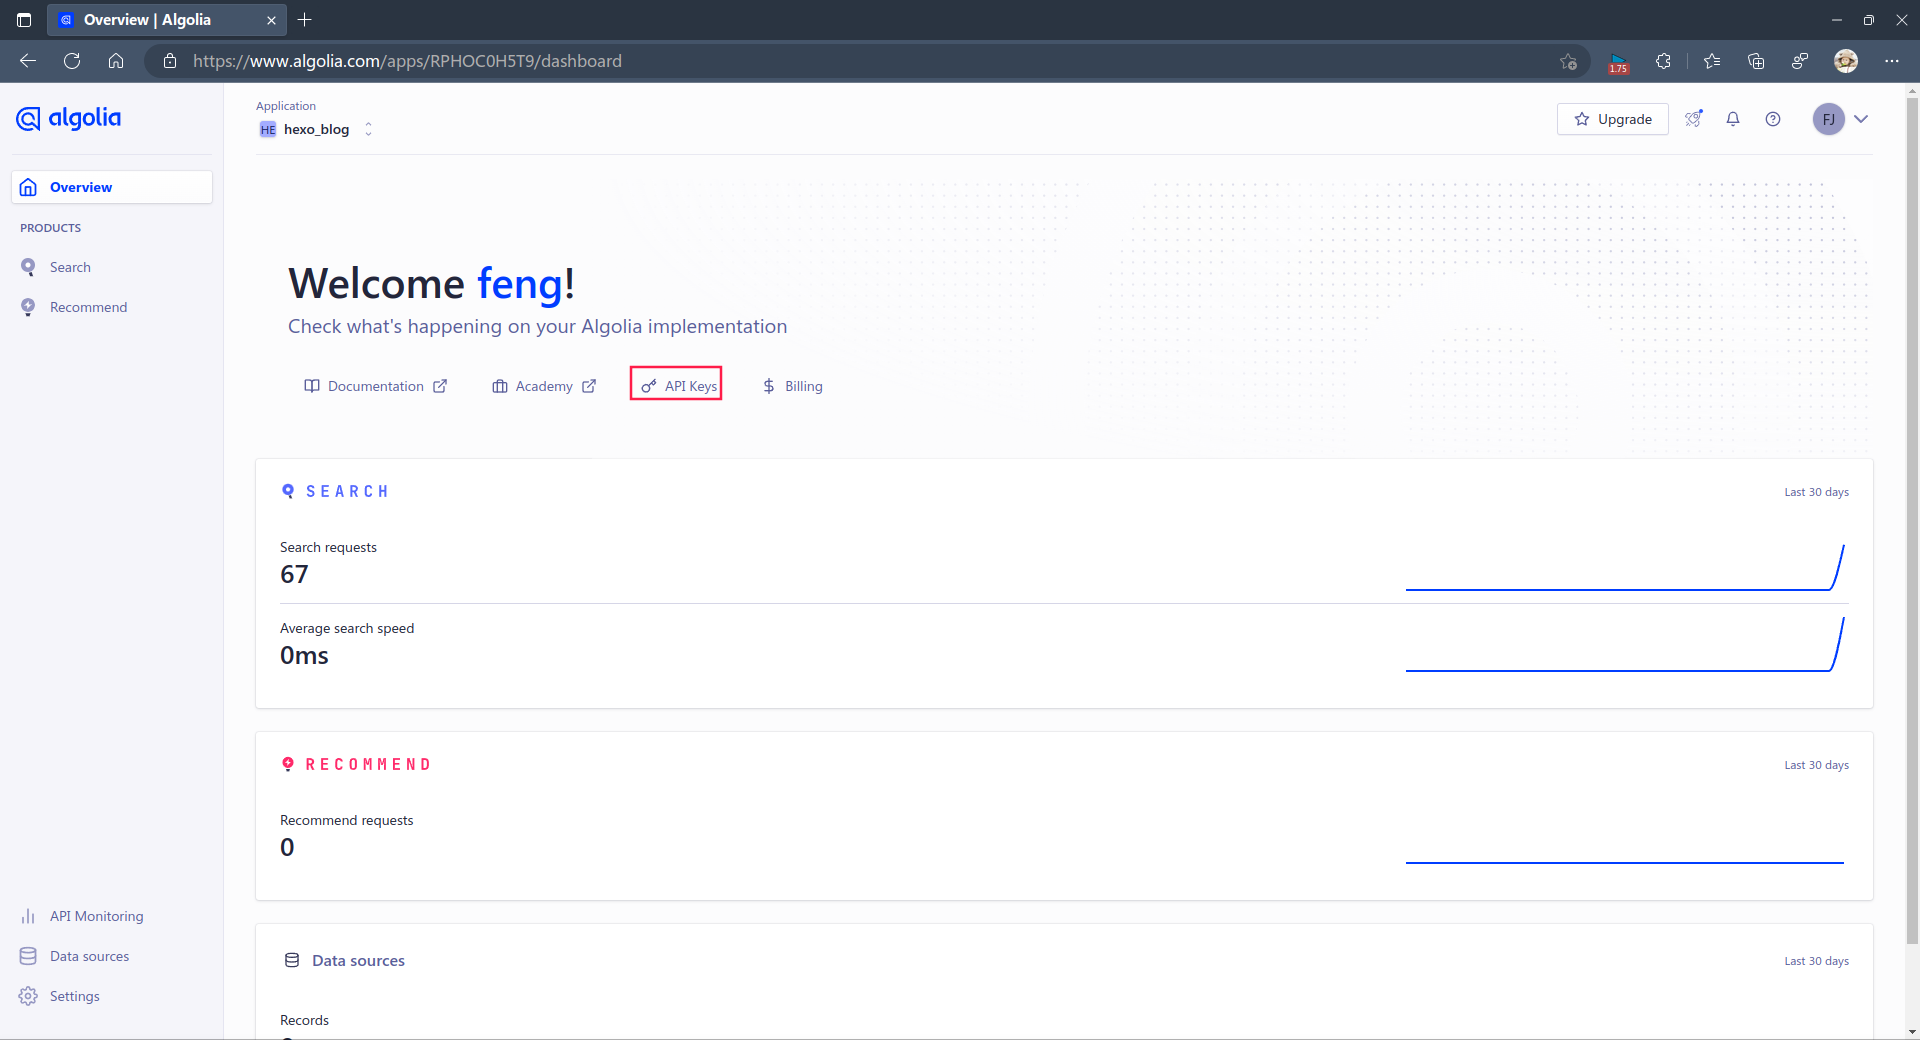 Overview | Algolia
https://www.algolia.com/apps/RPHOC0H5T9/dashboard
1.75
algolia
Application
HE hexo_blog
Upgrade
FJ
Overview
PRODUCTS
Search
Recommend
Welcome feng!
Check what's happening on your Algolia implementation
Documentation
Academy
API Keys
Billing
SEARCH
Last 30 days
Search requests
67
Average search speed
0ms
RECOMMEND
Last 30 days
Recommend requests
0
API Monitoring
Data sources
Settings
Data sources
Last 30 days
Records